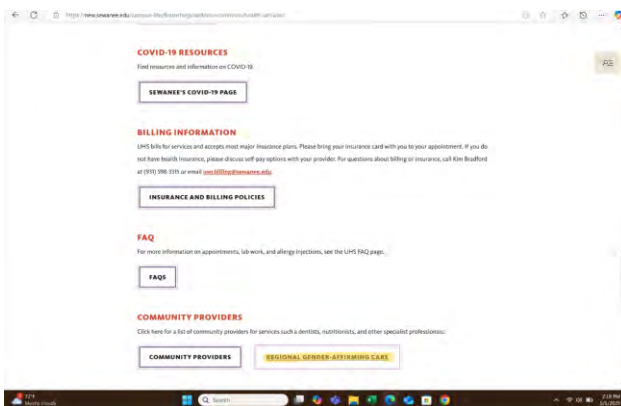 COVID-19 RESOURCES
Find resources and information on COVID-19.
SEWANEE'S COVID-19 PAGE
BILLING INFORMATION
UHS bills for services and accepts most major insurance plans. Please bring your insurance card with you to your appointment. If you do
not have health insurance, please discuss self-pay options with your provider. For questions about billing or insurance, call Kim Bradford
at (931) 598-3315 or email
INSURANCE AND BILLING POLICIES
FAQ
For more information on appointments, lab work, and allergy injections, see the UHS FAQ page.
FAQS
COMMUNITY PROVIDERS
Click here for a list of community providers for services such a dentists, nutritionists, and other specialist professionals:
COMMUNITY PROVIDERS REGIONAL GENDER-AFFIRMING CARE
Search